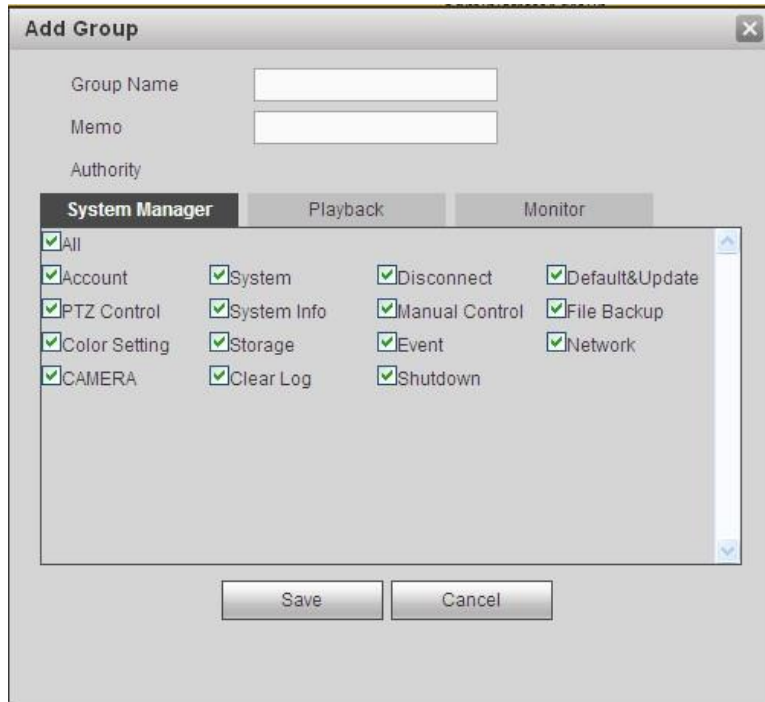 Add Group
Group Name
Memo
Authority
System Manager Playback Monitor
All
Account System Disconnect Default&Update
PTZ Control System Info Manual Control File Backup
Color Setting Storage Event Network
CAMERA Clear Log Shutdown
Save Cancel